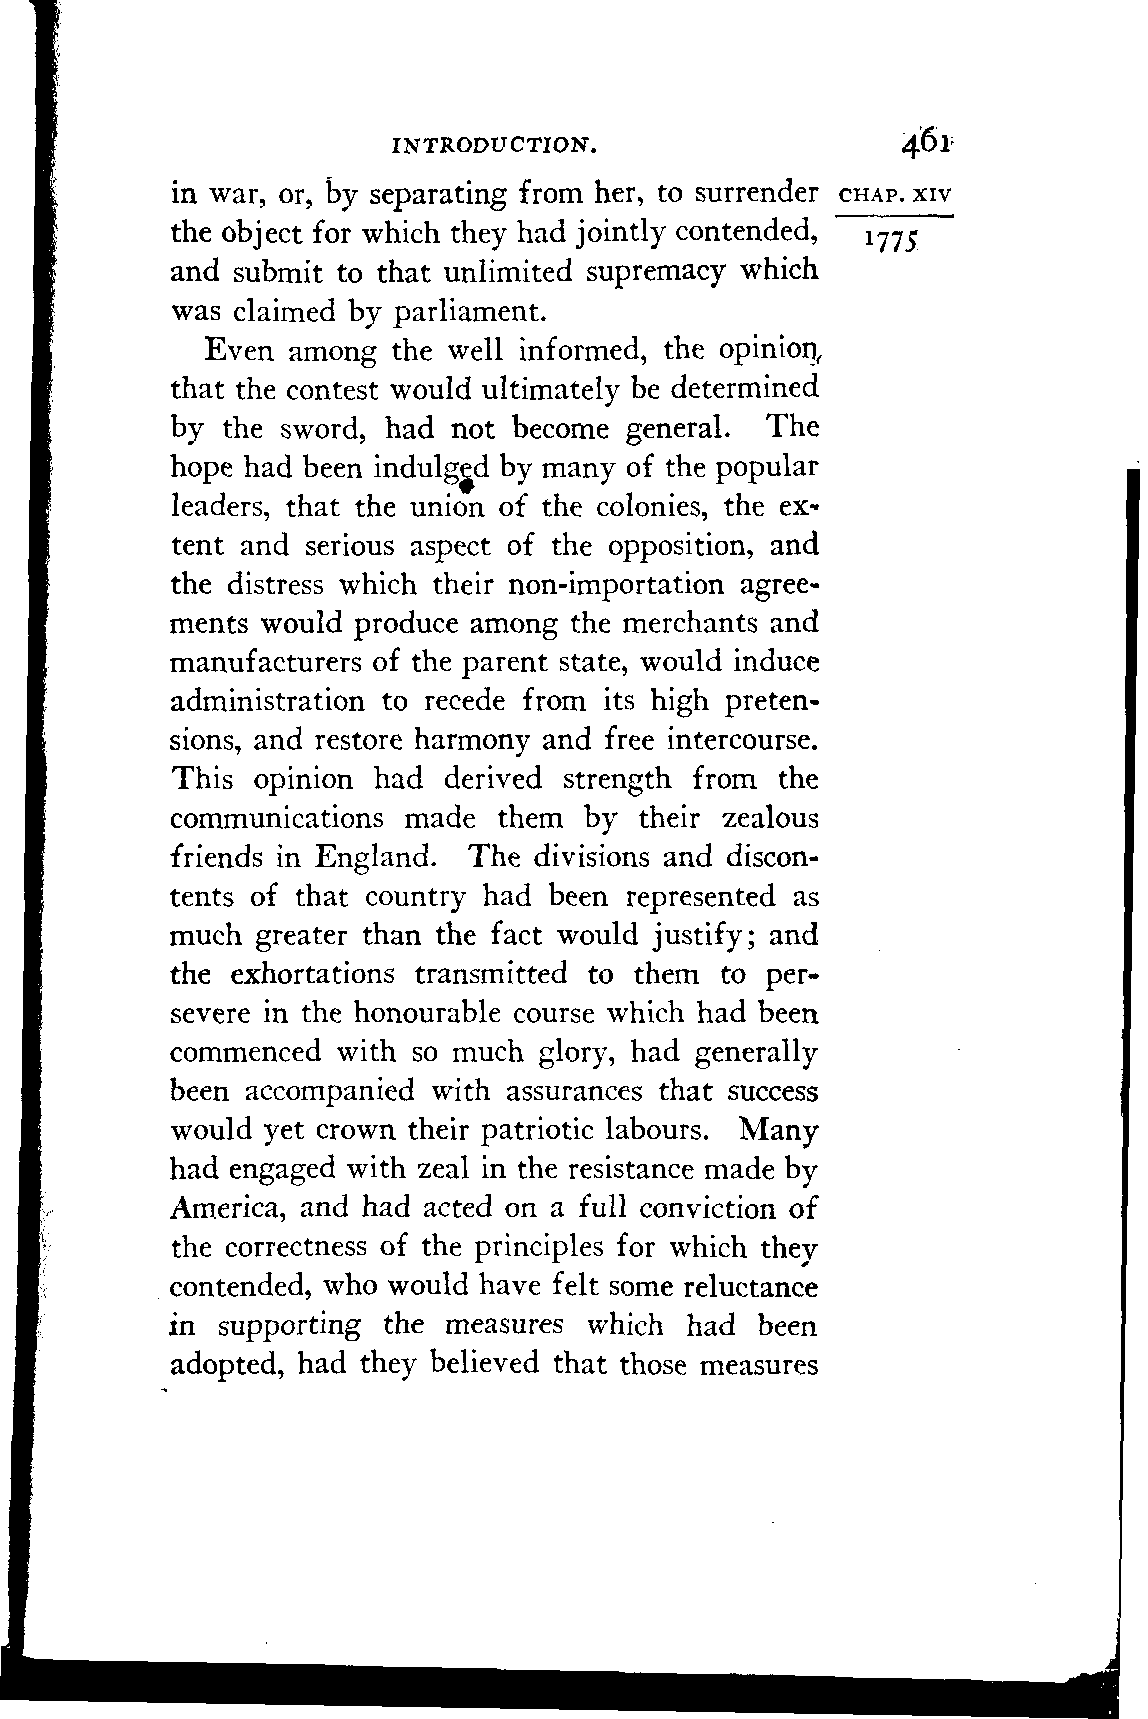 INTRODUCTION. 461
in war, or, by separating from her, to surrender CHAP. XIV
the object for which they had jointly contended, 1775
and submit to that unlimited supremacy which
was claimed by parliament.
Even among the well informed, the opinion,
that the contest would ultimately be determined
by the sword, had not become general. The
hope had been indulged by many of the popular
leaders, that the union of the colonies, the ex-
tent and serious aspect of the opposition, and
the distress which their non-importation agree-
ments would produce among the merchants and
manufacturers of the parent state, would induce
administration to recede from its high preten-
sions, and restore harmony and free intercourse.
This opinion had derived strength from the
communications made them by their zealous
friends in England. The divisions and discon-
tents of that country had been represented as
much greater than the fact would justify; and
the exhortations transmitted to them to per-
severe in the honourable course which had been
commenced with so much glory, had generally
been accompanied with assurances that success
would yet crown their patriotic labours. Many
had engaged with zeal in the resistance made by
America, and had acted on a full conviction of
the correctness of the principles for which they
contended, who would have felt some reluctance
in supporting the measures which had been
adopted, had they believed that those measures